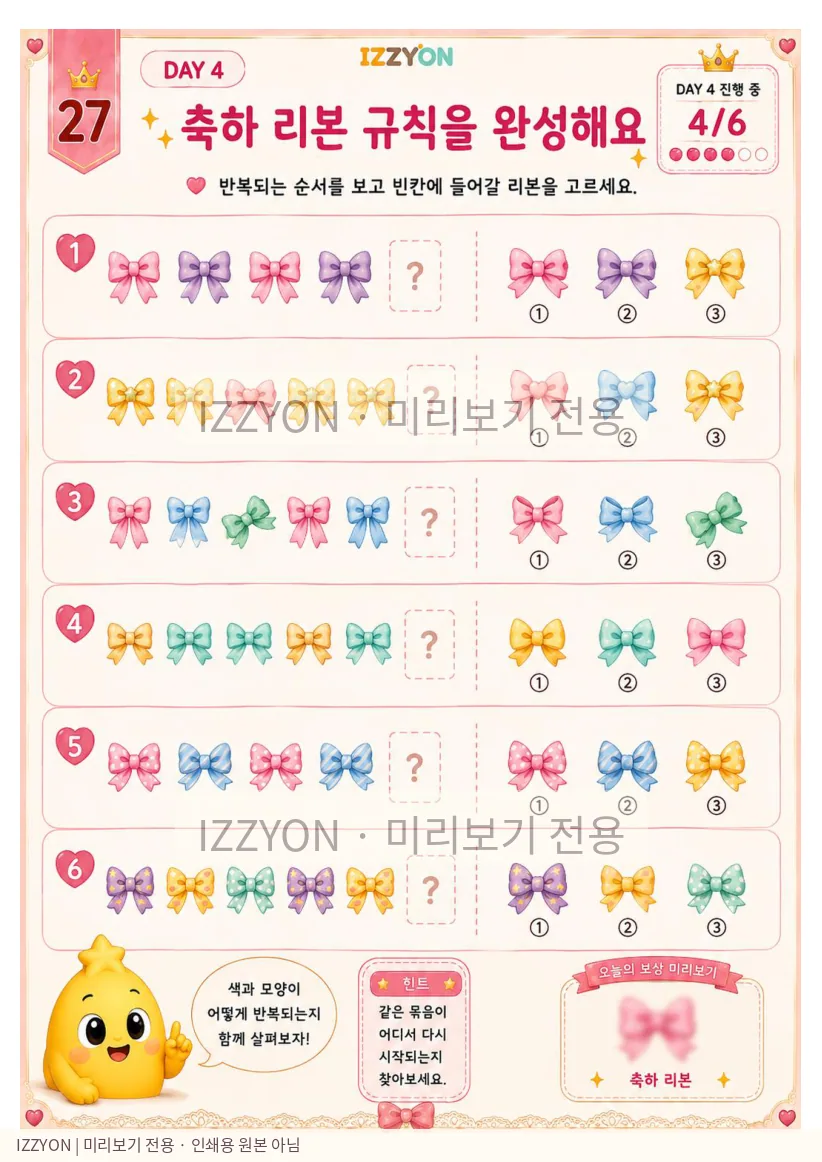 27
DAY 4
IZZYON
DAY 4 진행 중
4/6
축하 리본 규칙을 완성해요
반복되는 순서를 보고 빈칸에 들어갈 리본을 고르세요.
1
?
① ② ③
2
?
① ② ③
IZZYON · 미리보기 전용
3
?
① ② ③
4
?
① ② ③
5
?
① ② ③
IZZYON · 미리보기 전용
6
?
① ② ③
색과 모양이
어떻게 반복되는지
함께 살펴보자!
힌트
같은 묶음이
어디서 다시
시작되는지
찾아보세요.
오늘의 보상 미리보기
축하 리본
IZZYON | 미리보기 전용 · 인쇄용 원본 아님